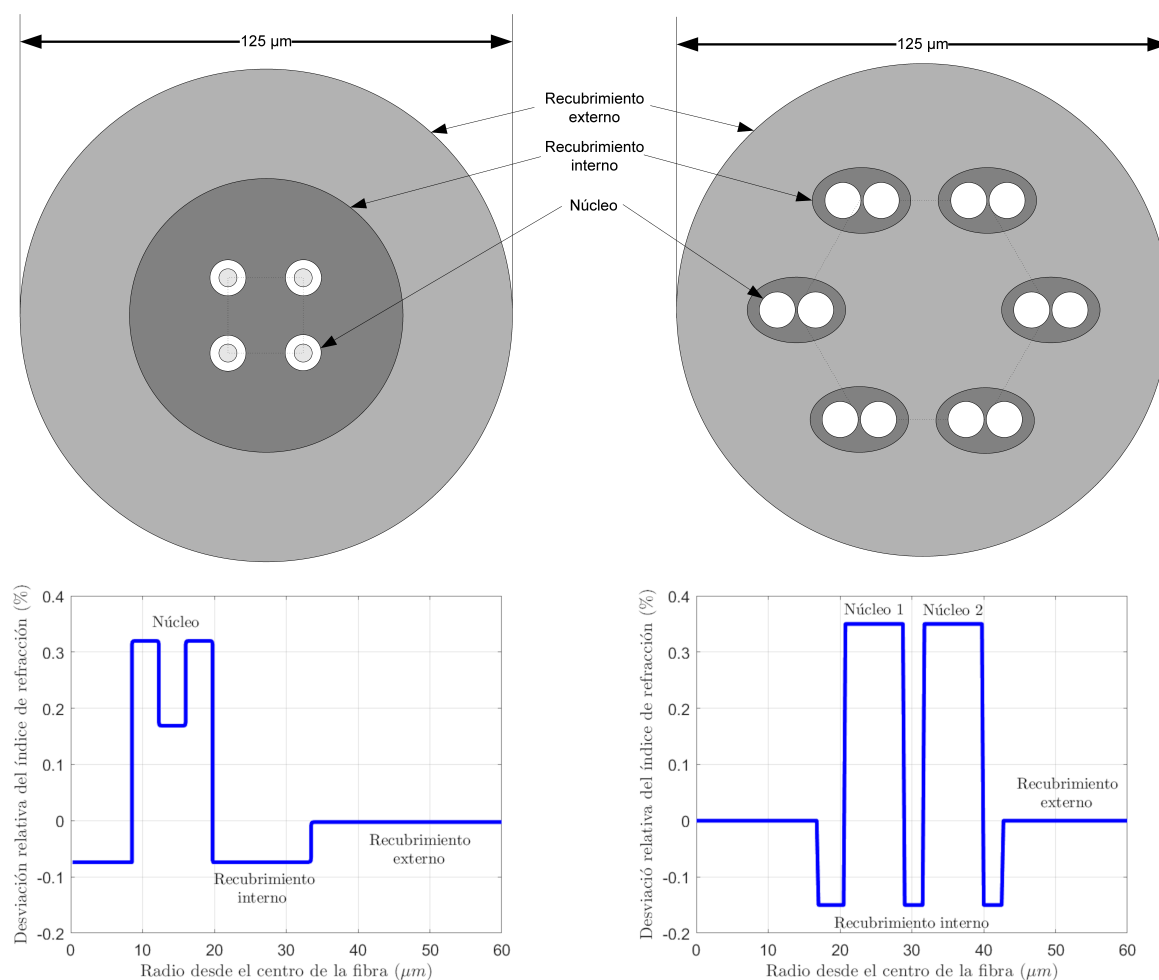 125 µm
125 µm
Recubrimiento
externo
Recubrimiento
interno
Núcleo
Desviación relativa del índice de refracción (%)
0.4
0.3
0.2
0.1
0
-0.1
-0.2
Núcleo
Recubrimiento
externo
Recubrimiento
interno
0
10
20
30
40
50
60
Radio desde el centro de la fibra (µm)
Desviació relativa del índice de refracción (%)
0.4
0.3
0.2
0.1
0
-0.1
-0.2
Núcleo 1
Núcleo 2
Recubrimiento
externo
Recubrimiento interno
0
10
20
30
40
50
60
Radio desde el centro de la fibra (µm)